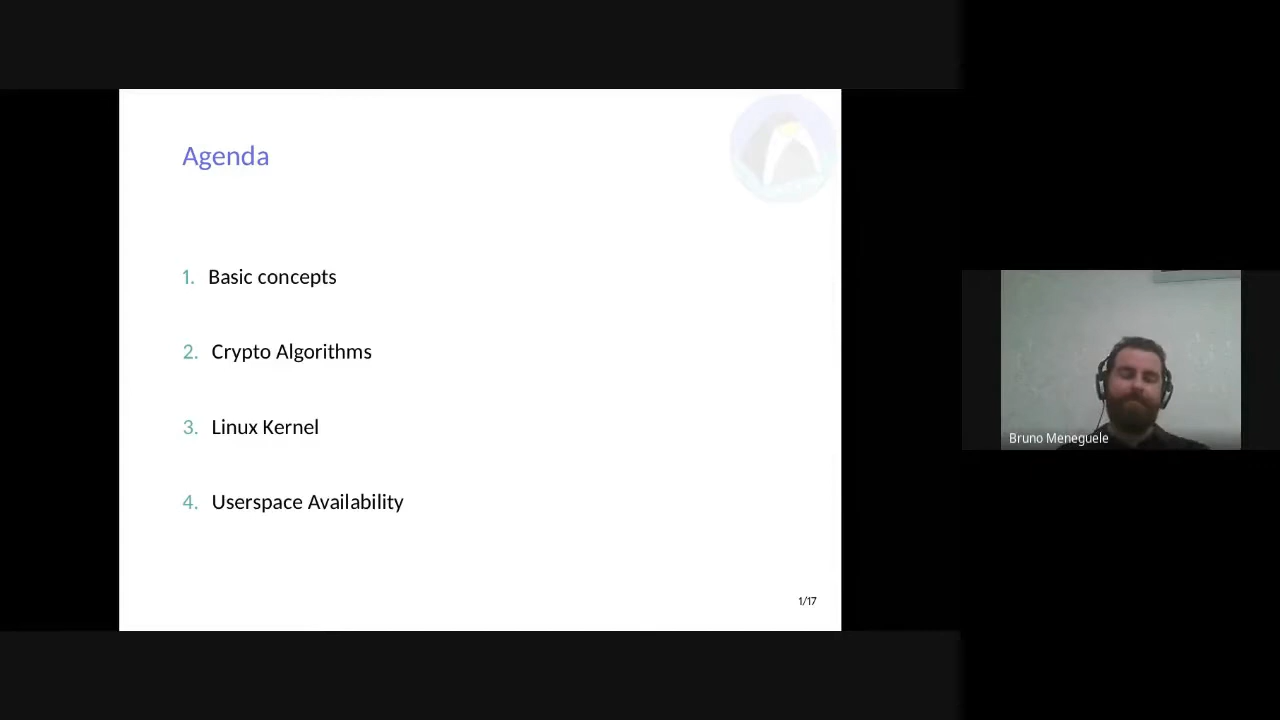 Agenda
1. Basic concepts
2. Crypto Algorithms
3. Linux Kernel
4. Userspace Availability
1/17
Bruno Meneguele